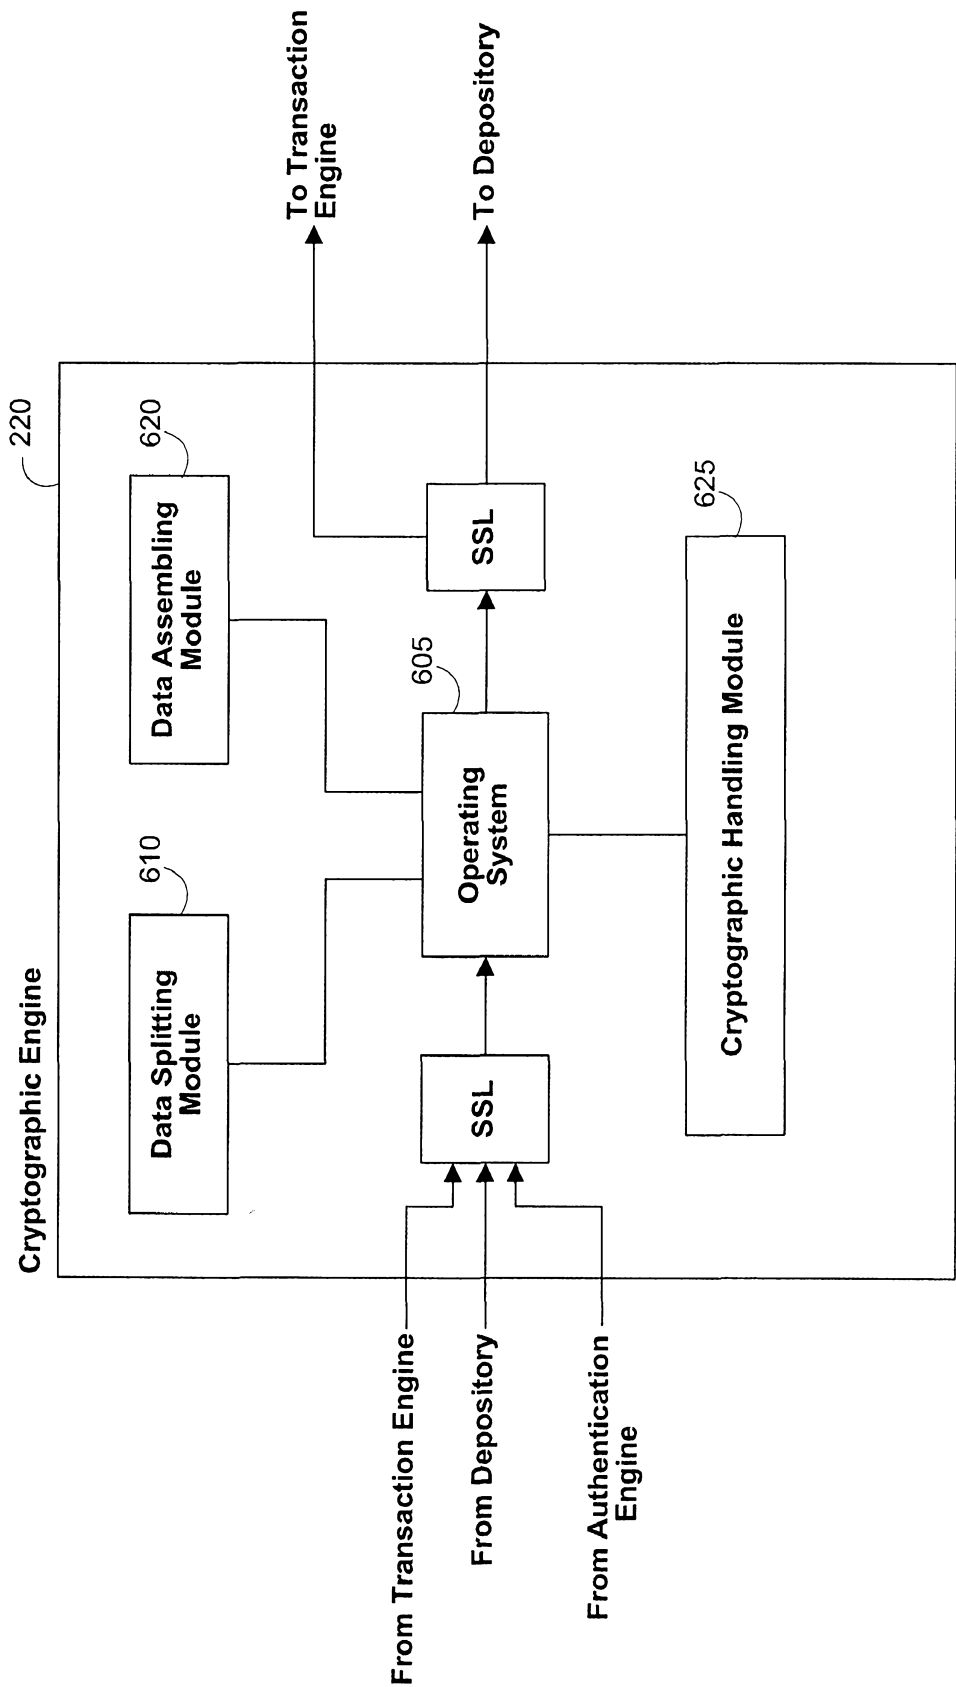 Cryptographic Engine
220
Data Splitting
Module
610
Data Assembling
Module
620
To Transaction
Engine
From Transaction Engine
From Depository
From Authentication
Engine
SSL
Operating
System
605
SSL
To Depository
Cryptographic Handling Module
625